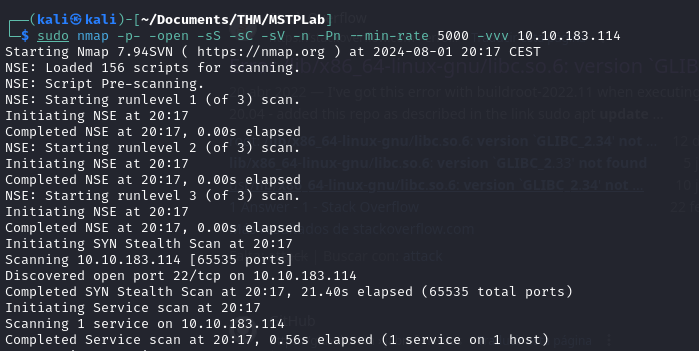 ┌──(kali㉿kali)-[~/Documents/THM/MSTPLab]
└─$ sudo nmap -p- -open -sS -sC -sV -n -Pn --min-rate 5000 -vvv 10.10.183.114
Starting Nmap 7.94SVN ( https://nmap.org ) at 2024-08-01 20:17 CEST
NSE: Loaded 156 scripts for scanning.
NSE: Script Pre-scanning.
NSE: Starting runlevel 1 (of 3) scan.
Initiating NSE at 20:17
Completed NSE at 20:17, 0.00s elapsed
NSE: Starting runlevel 2 (of 3) scan.
Initiating NSE at 20:17
Completed NSE at 20:17, 0.00s elapsed
NSE: Starting runlevel 3 (of 3) scan.
Initiating NSE at 20:17
Completed NSE at 20:17, 0.00s elapsed
Initiating SYN Stealth Scan at 20:17
Scanning 10.10.183.114 [65535 ports]
Discovered open port 22/tcp on 10.10.183.114
Completed SYN Stealth Scan at 20:17, 21.40s elapsed (65535 total ports)
Initiating Service scan at 20:17
Scanning 1 service on 10.10.183.114
Completed Service scan at 20:17, 0.56s elapsed (1 service on 1 host)